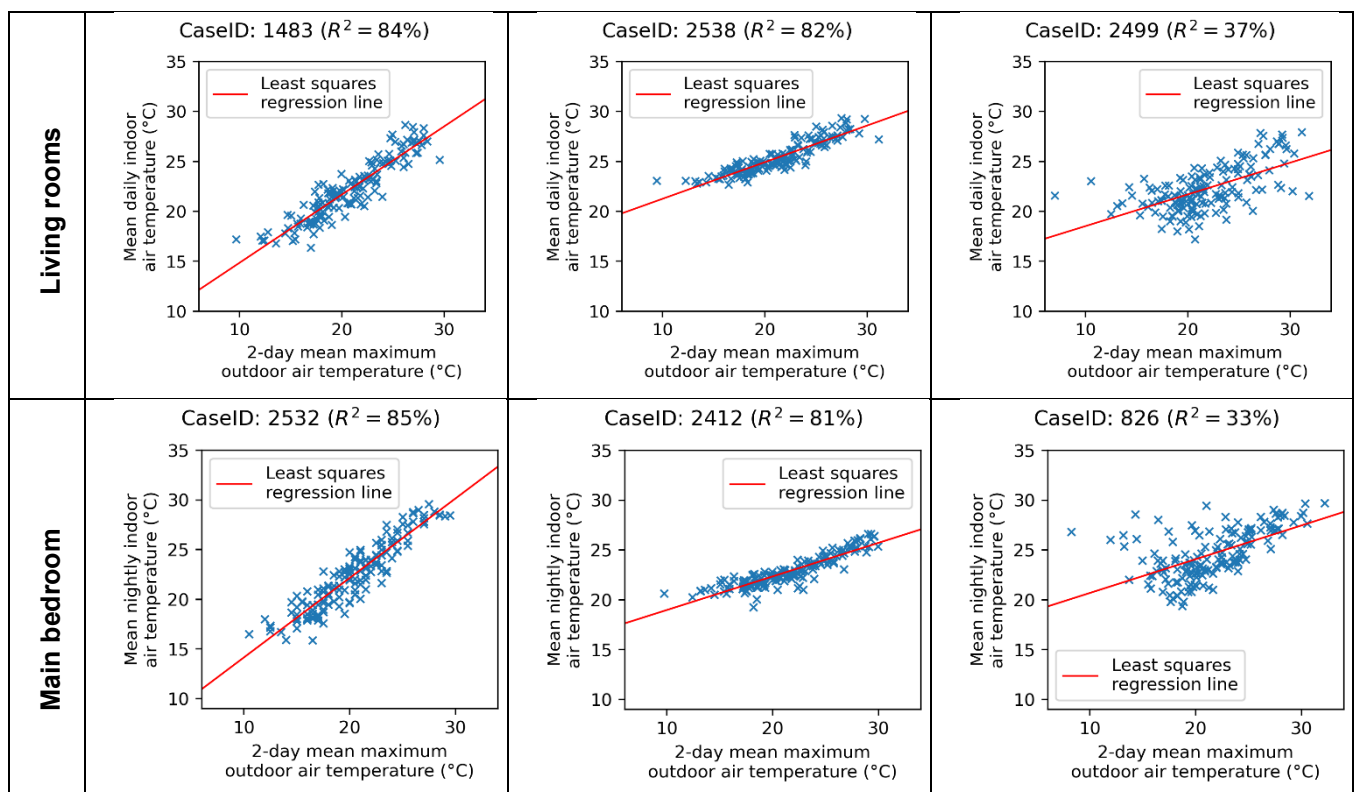 Living rooms
CaseID: 1483 (R² = 84%)
Mean daily indoor
air temperature (°C)
35
30
25
20
15
10
Least squares
regression line
10 20 30
2-day mean maximum
outdoor air temperature (°C)
CaseID: 2538 (R² = 82%)
Mean daily indoor
air temperature (°C)
35
30
25
20
15
10
Least squares
regression line
10 20 30
2-day mean maximum
outdoor air temperature (°C)
CaseID: 2499 (R² = 37%)
Mean daily indoor
air temperature (°C)
35
30
25
20
15
10
Least squares
regression line
10 20 30
2-day mean maximum
outdoor air temperature (°C)
Main bedroom
CaseID: 2532 (R² = 85%)
Mean nightly indoor
air temperature (°C)
35
30
25
20
15
10
Least squares
regression line
10 20 30
2-day mean maximum
outdoor air temperature (°C)
CaseID: 2412 (R² = 81%)
Mean nightly indoor
air temperature (°C)
35
30
25
20
15
10
Least squares
regression line
10 20 30
2-day mean maximum
outdoor air temperature (°C)
CaseID: 826 (R² = 33%)
Mean nightly indoor
air temperature (°C)
35
30
25
20
15
10
Least squares
regression line
10 20 30
2-day mean maximum
outdoor air temperature (°C)